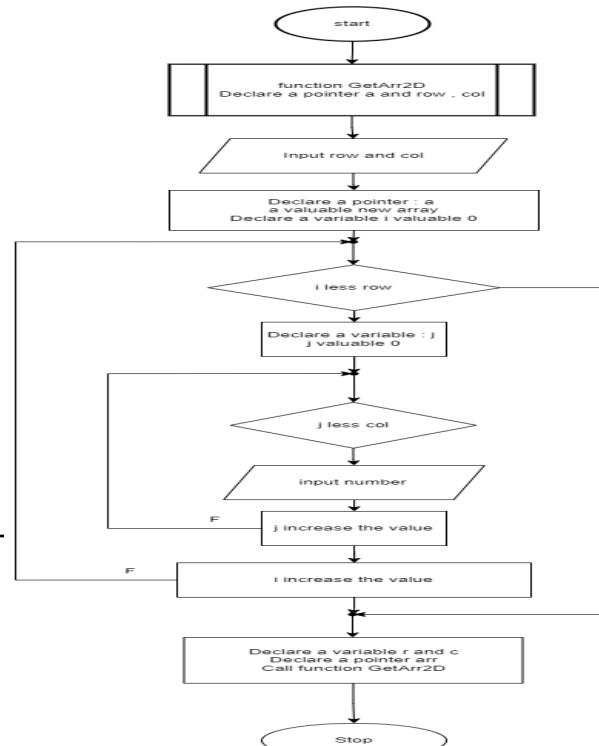 start
function GetArr2D
Declare a pointer a and row , col
Input row and col
Declare a pointer : a
a valuable new array
Declare a variable i valuable 0
i less row
Declare a variable : j
j valuable 0
j less col
input number
F
j increase the value
F
i increase the value
Declare a variable r and c
Declare a pointer arr
Call function GetArr2D
Stop